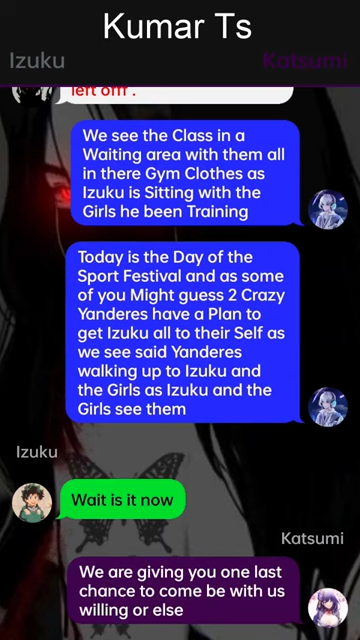 Kumar Ts
Izuku
Katsumi
left offf .
We see the Class in a
Waiting area with them all
in there Gym Clothes as
Izuku is Sitting with the
Girls he been Training
Today is the Day of the
Sport Festival and as some
of you Might guess 2 Crazy
Yanderes have a Plan to
get Izuku all to their Self as
we see said Yanderes
walking up to Izuku and
the Girls as Izuku and the
Girls see them
Izuku
Wait is it now
Katsumi
We are giving you one last
chance to come be with us
willing or else